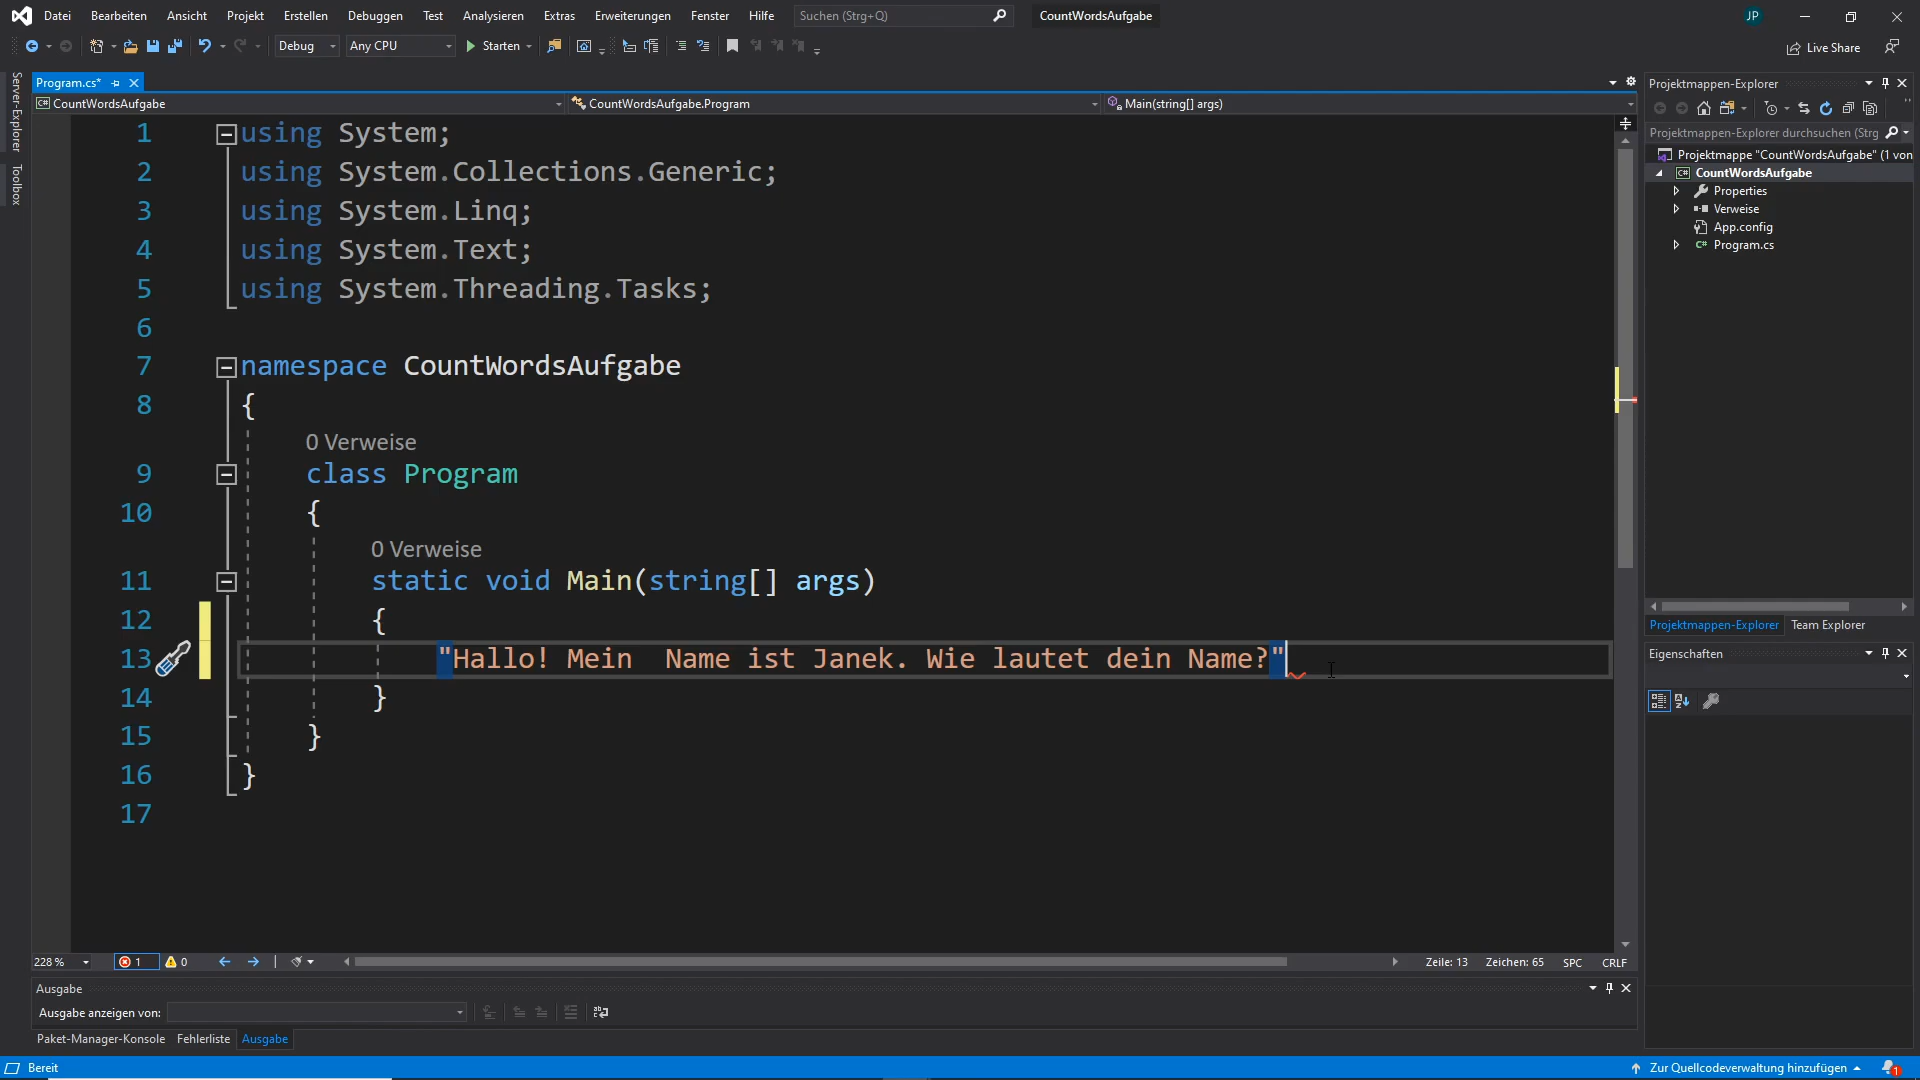 Datei Bearbeiten Ansicht Projekt Erstellen Debuggen Test Analysieren Extras Erweiterungen Fenster Hilfe Suchen (Strg+Q) CountWordsAufgabe JP
Debug Any CPU Starten Live Share
Program.cs* Projektmappen-Explorer
CountWordsAufgabe CountWordsAufgabe.Program Main(string[] args)
Projektmappen-Explorer durchsuchen (Strg
Projektmappe "CountWordsAufgabe" (1 von
CountWordsAufgabe
Properties
Verweise
App.config
Program.cs
Server-Explorer
Toolbox
1 using System;
2 using System.Collections.Generic;
3 using System.Linq;
4 using System.Text;
5 using System.Threading.Tasks;
6
7 namespace CountWordsAufgabe
8 {
0 Verweise
9 class Program
10 {
0 Verweise
11 static void Main(string[] args)
12 {
13 "Hallo! Mein  Name ist Janek. Wie lautet dein Name?"
14 }
15 }
16 }
17
Projektmappen-Explorer Team Explorer
Eigenschaften
228 % 1 0 Zeile: 13 Zeichen: 65 SPC CRLF
Ausgabe
Ausgabe anzeigen von:
Paket-Manager-Konsole Fehlerliste Ausgabe
Bereit Zur Quellcodeverwaltung hinzufügen 1